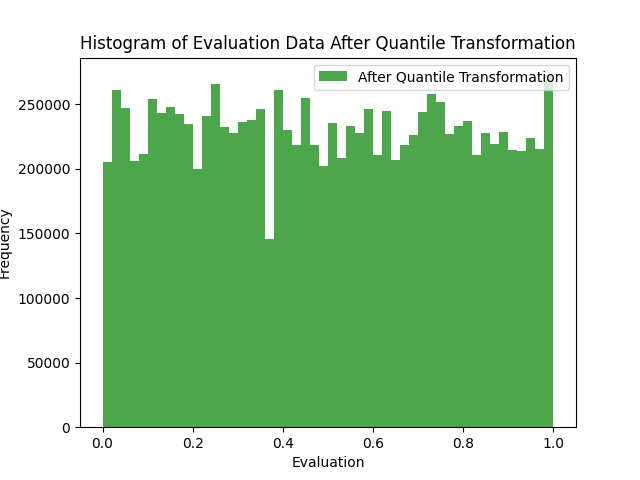 Histogram of Evaluation Data After Quantile Transformation
After Quantile Transformation
250000
200000
150000
100000
50000
0
Frequency
0.0 0.2 0.4 0.6 0.8 1.0
Evaluation